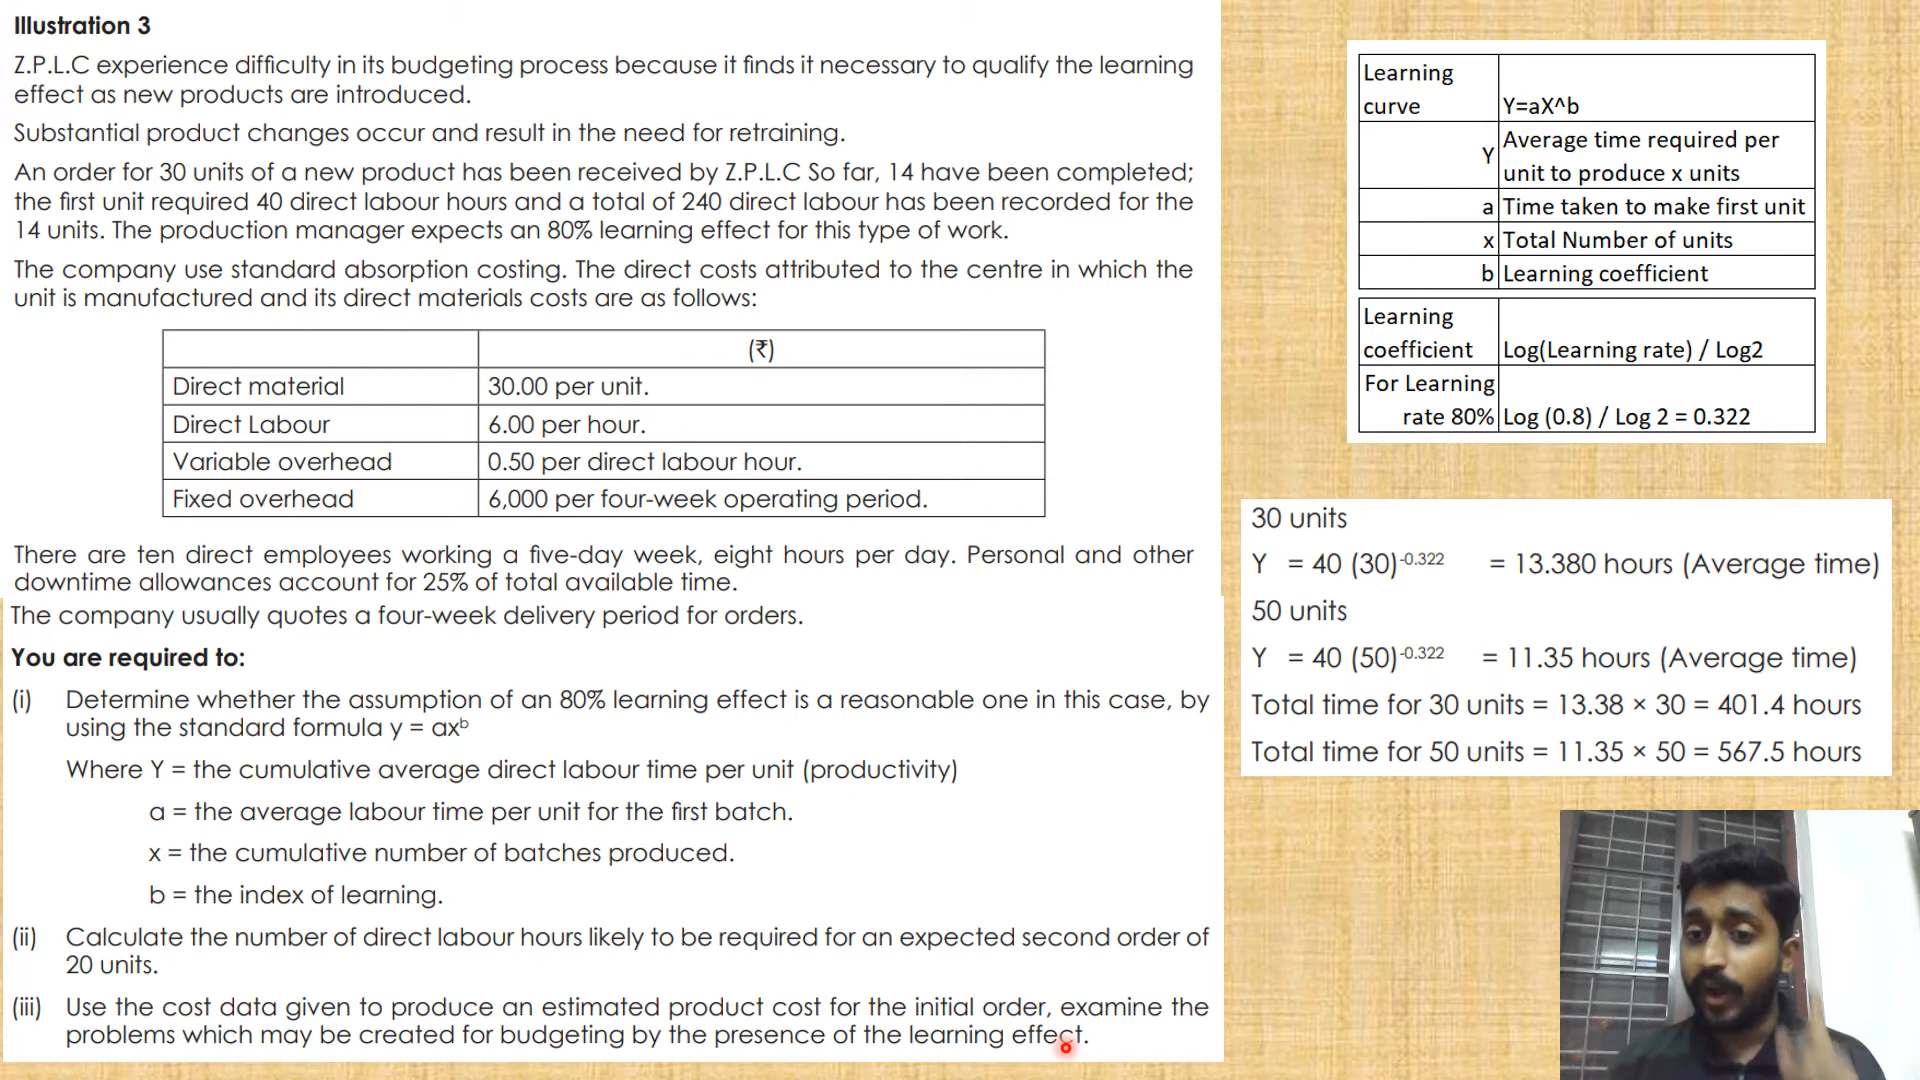 Illustration 3
Z.P.L.C experience difficulty in its budgeting process because it finds it necessary to qualify the learning
effect as new products are introduced.
Substantial product changes occur and result in the need for retraining.
An order for 30 units of a new product has been received by Z.P.L.C So far, 14 have been completed;
the first unit required 40 direct labour hours and a total of 240 direct labour has been recorded for the
14 units. The production manager expects an 80% learning effect for this type of work.
The company use standard absorption costing. The direct costs attributed to the centre in which the
unit is manufactured and its direct materials costs are as follows:
(₹)
Direct material 30.00 per unit.
Direct Labour 6.00 per hour.
Variable overhead 0.50 per direct labour hour.
Fixed overhead 6,000 per four-week operating period.
There are ten direct employees working a five-day week, eight hours per day. Personal and other
downtime allowances account for 25% of total available time.
The company usually quotes a four-week delivery period for orders.
You are required to:
(i) Determine whether the assumption of an 80% learning effect is a reasonable one in this case, by
using the standard formula y = ax^b
Where Y = the cumulative average direct labour time per unit (productivity)
a = the average labour time per unit for the first batch.
x = the cumulative number of batches produced.
b = the index of learning.
(ii) Calculate the number of direct labour hours likely to be required for an expected second order of
20 units.
(iii) Use the cost data given to produce an estimated product cost for the initial order, examine the
problems which may be created for budgeting by the presence of the learning effect.
Learning
curve Y=aX^b
Y Average time required per
unit to produce x units
a Time taken to make first unit
x Total Number of units
b Learning coefficient
Learning
coefficient Log(Learning rate) / Log2
For Learning
rate 80% Log (0.8) / Log 2 = 0.322
30 units
Y = 40 (30)^-0.322 = 13.380 hours (Average time)
50 units
Y = 40 (50)^-0.322 = 11.35 hours (Average time)
Total time for 30 units = 13.38 × 30 = 401.4 hours
Total time for 50 units = 11.35 × 50 = 567.5 hours